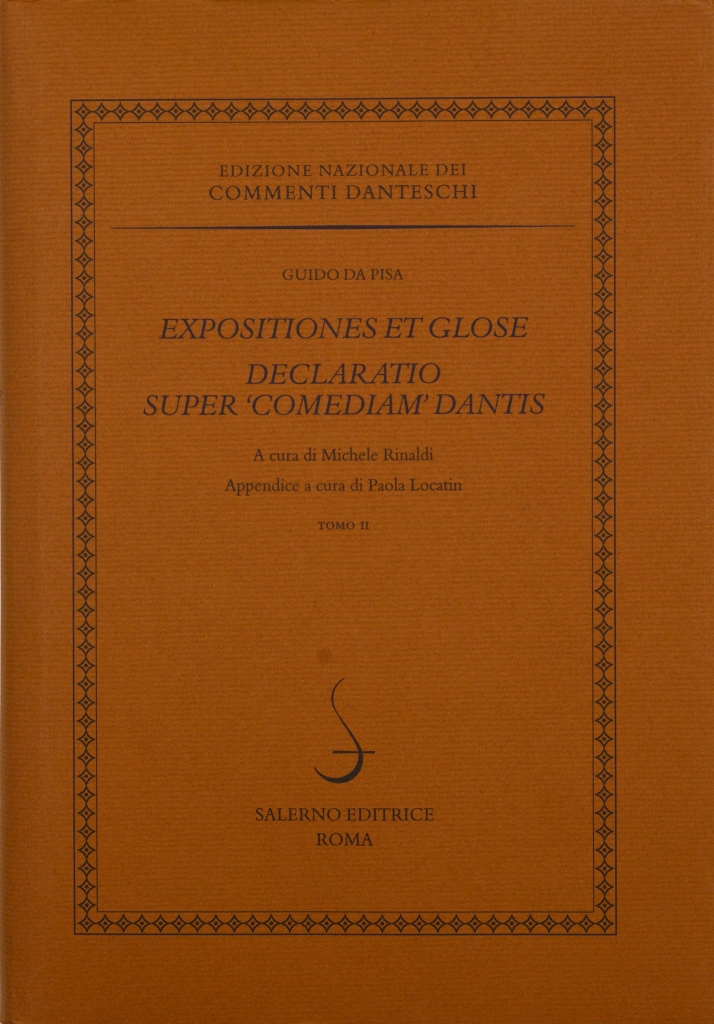 EDIZIONE NAZIONALE DEI
COMMENTI DANTESCHI
GUIDO DA PISA
EXPOSITIONES ET GLOSE
DECLARATIO
SUPER ‘COMEDIAM’ DANTIS
A cura di Michele Rinaldi
Appendice a cura di Paola Locatin
TOMO II
SALERNO EDITRICE
ROMA